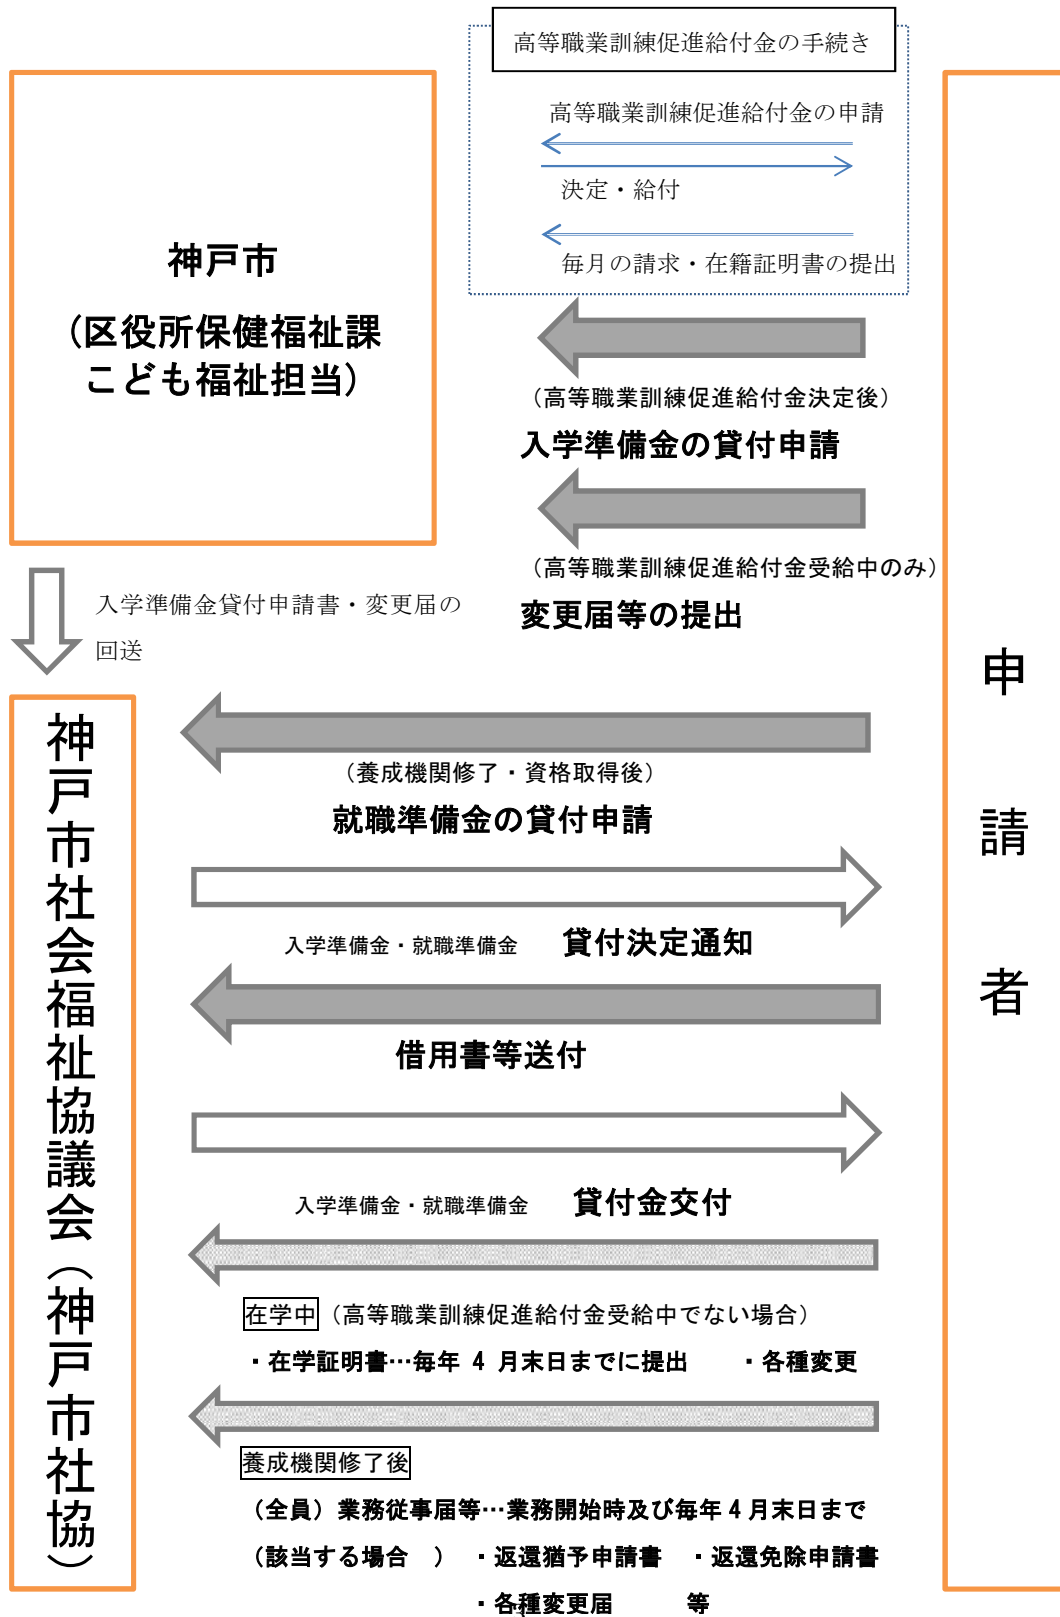 高等職業訓練促進給付金の手続き
高等職業訓練促進給付金の申請
決定・給付
毎月の請求・在籍証明書の提出
神戸市
（区役所保健福祉課
こども福祉担当）
（高等職業訓練促進給付金決定後）
入学準備金の貸付申請
（高等職業訓練促進給付金受給中のみ）
変更届等の提出
入学準備金貸付申請書・変更届の
回送
申請者
神戸市社会福祉協議会（神戸市社協）
（養成機関修了・資格取得後）
就職準備金の貸付申請
入学準備金・就職準備金　貸付決定通知
借用書等送付
入学準備金・就職準備金　貸付金交付
在学中（高等職業訓練促進給付金受給中でない場合）
・在学証明書…毎年 4 月末日までに提出　・各種変更
養成機関修了後
（全員）業務従事届等…業務開始時及び毎年 4 月末日まで
（該当する場合　）・返還猶予申請書　・返還免除申請書
・各種変更届　等